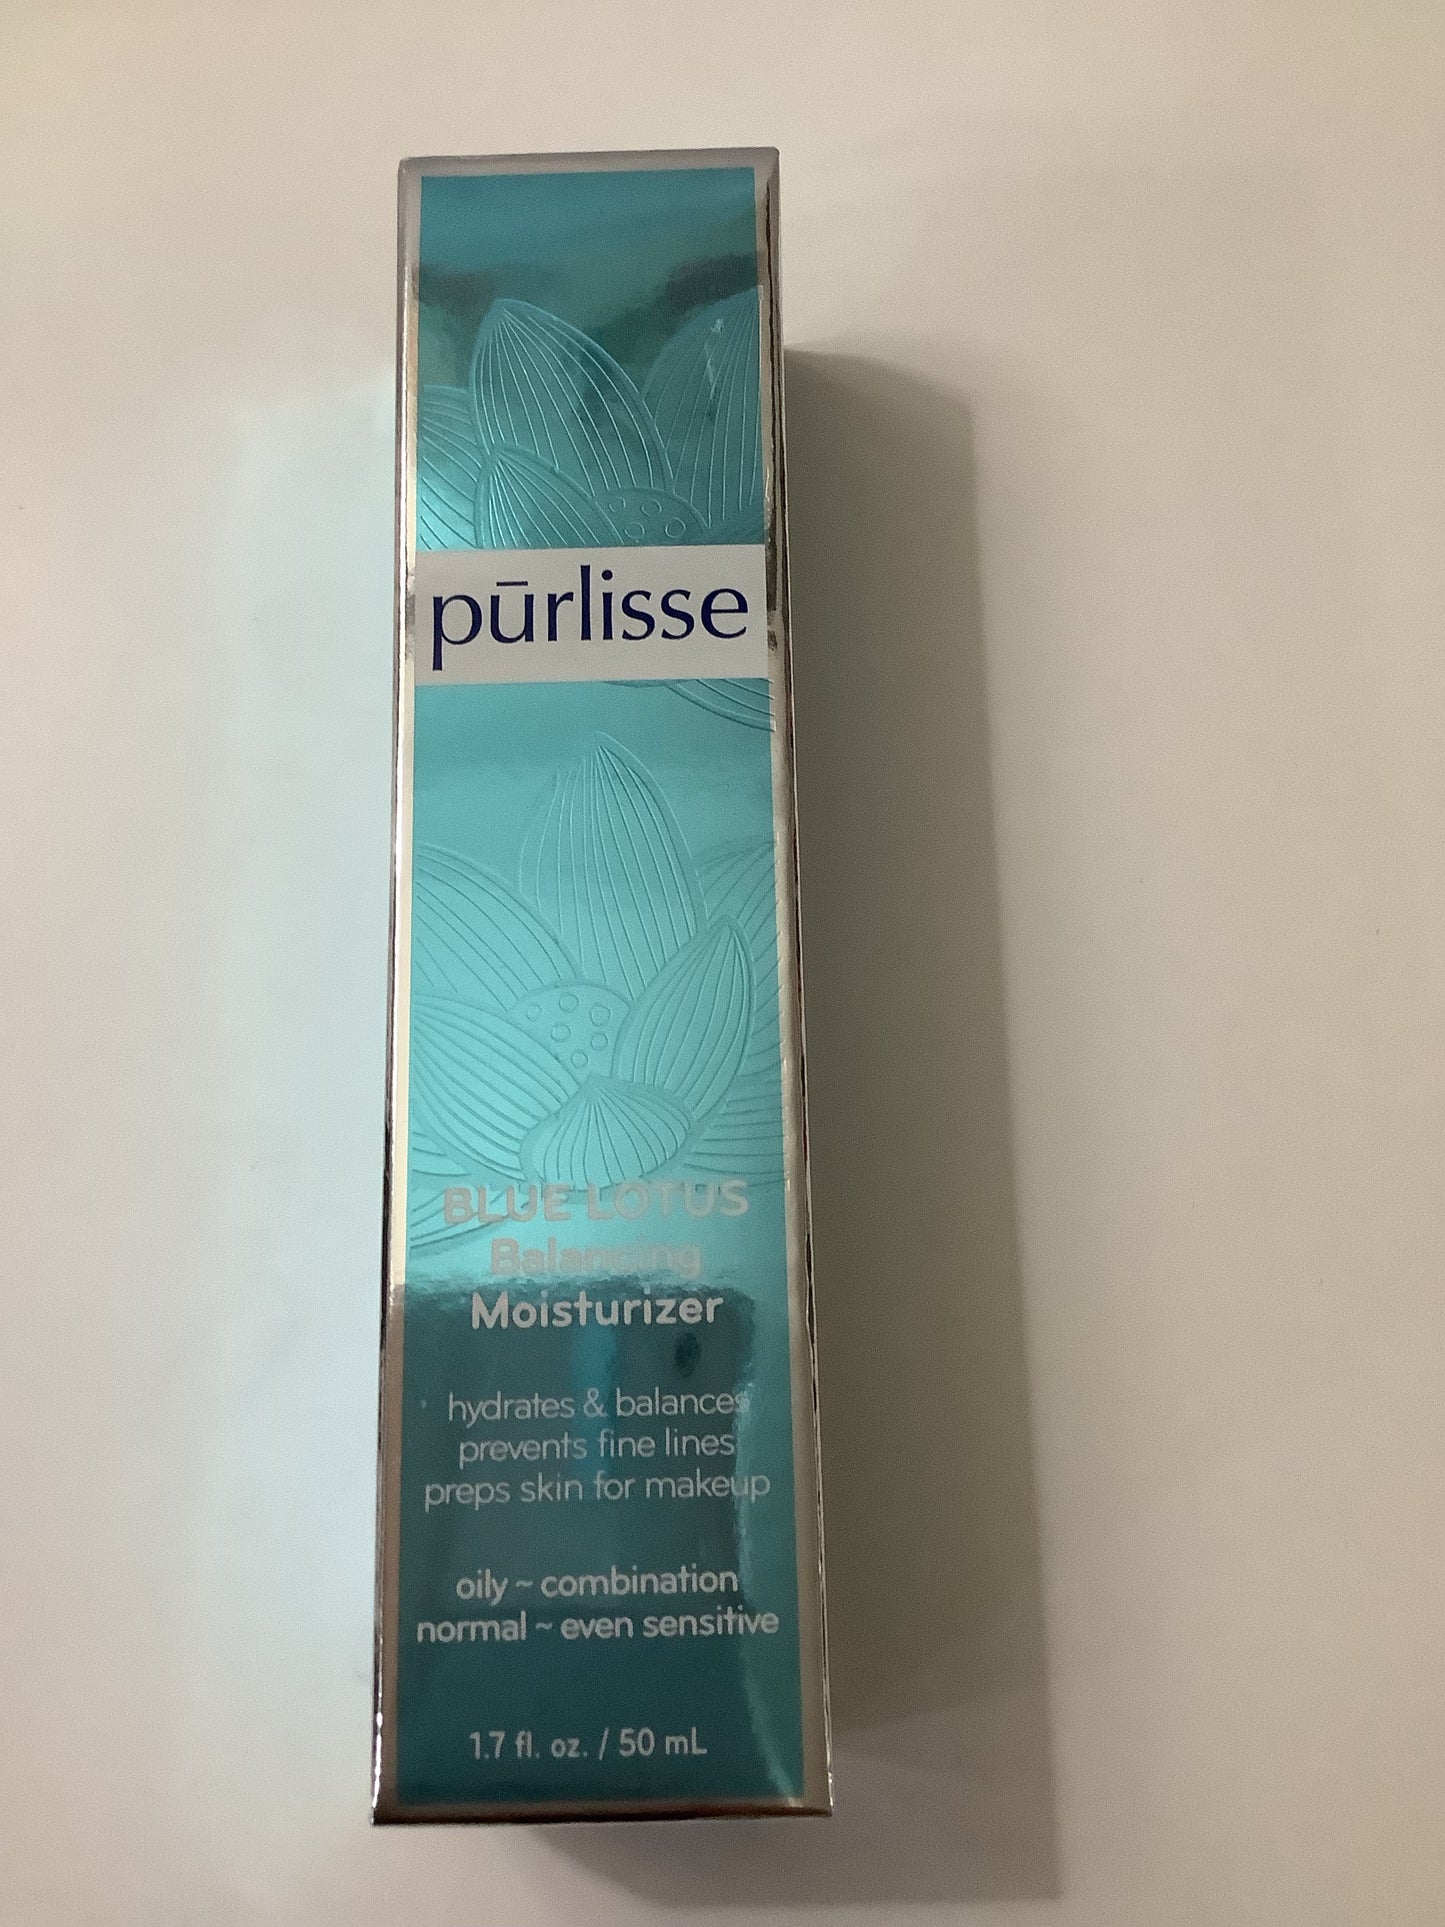 pūrlisse
BLUE LOTUS
Balancing
Moisturizer
hydrates & balances
prevents fine lines
preps skin for makeup
oily ~ combination
normal ~ even sensitive
1.7 fl. oz. / 50 mL